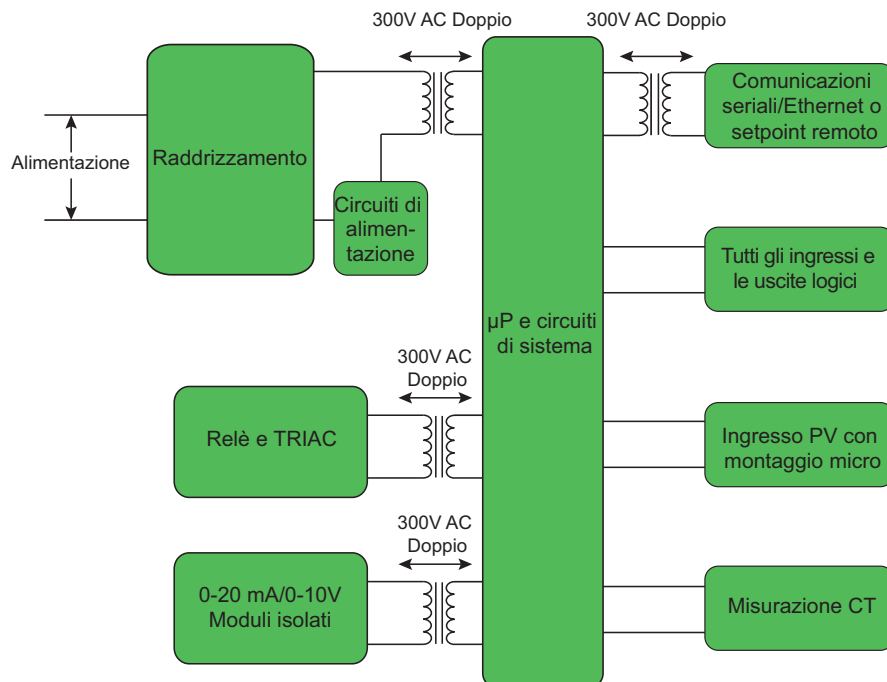 300V AC Doppio
300V AC Doppio
Alimentazione
Raddrizzamento
Circuiti di
alimen-
tazione
Comunicazioni
seriali/Ethernet o
setpoint remoto
Tutti gli ingressi e
le uscite logici
µP e circuiti
di sistema
300V AC
Doppio
Relè e TRIAC
Ingresso PV con
montaggio micro
300V AC
Doppio
0-20 mA/0-10V
Moduli isolati
Misurazione CT